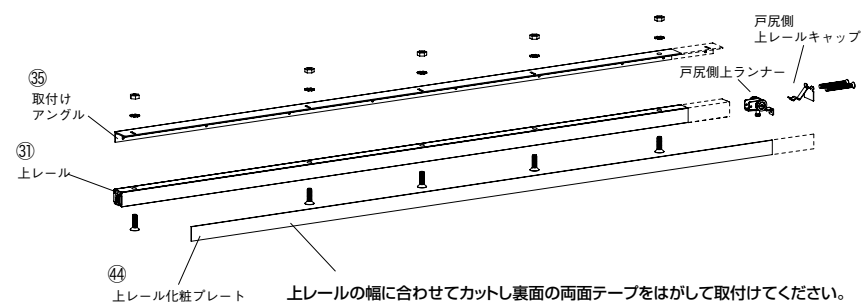 戸尻側
上レールキャップ
戸尻側上ランナー
㉟
取付け
アングル
㉛
上レール
㊹
上レール化粧プレート
上レールの幅に合わせてカットし裏面の両面テープをはがして取付けてください。